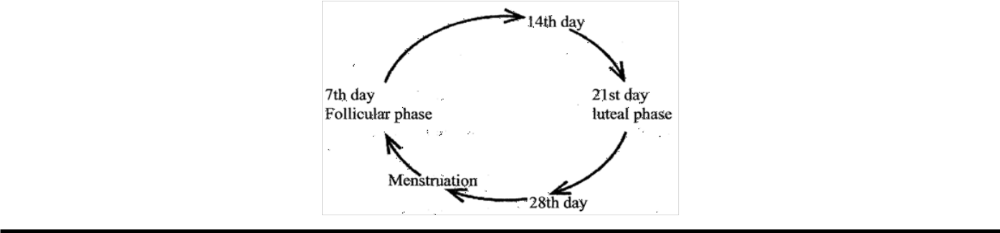 14th day
7th day
Follicular phase
21st day
luteal phase
Menstruation
28th day